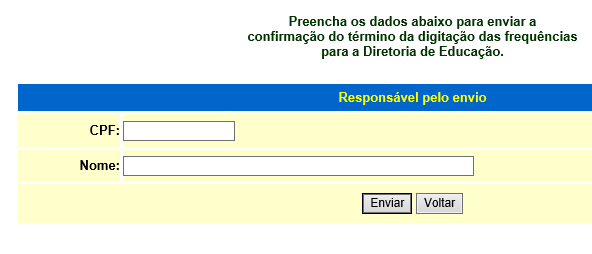 Preencha os dados abaixo para enviar a
confirmação do término da digitação das frequências
para a Diretoria de Educação.
Responsável pelo envio
CPF:
Nome:
Enviar Voltar